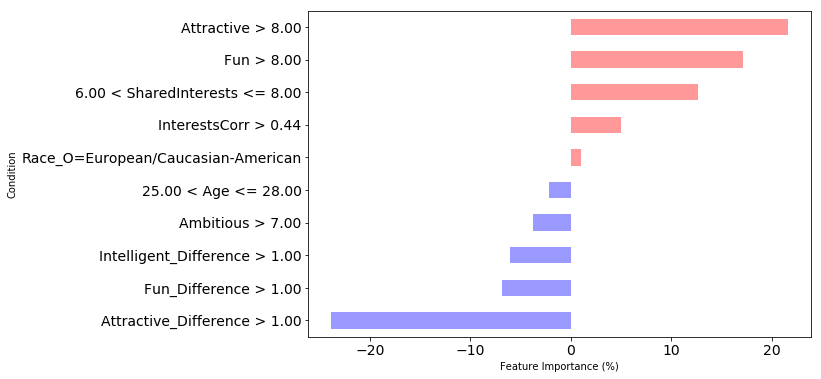 Attractive > 8.00
Fun > 8.00
6.00 < SharedInterests <= 8.00
InterestsCorr > 0.44
Race_O=European/Caucasian-American
25.00 < Age <= 28.00
Ambitious > 7.00
Intelligent_Difference > 1.00
Fun_Difference > 1.00
Attractive_Difference > 1.00
Condition
−20 −10 0 10 20
Feature Importance (%)